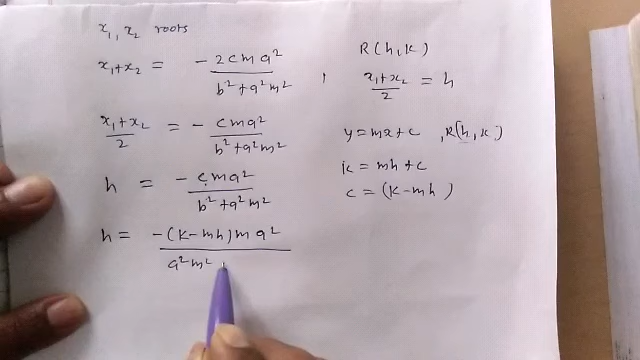 x₁, x₂ roots
x₁+x₂ = - 2cma² / b²+a²m² ,
(x₁+x₂)/2 = - cma² / b²+a²m²
h = - cma² / b²+a²m²
h = -(K-mh)ma² / a²m²
R(h,k)
(x₁+x₂)/2 = h
y=mx+c , R(h,k)
k = mh+c
c = (K-mh)